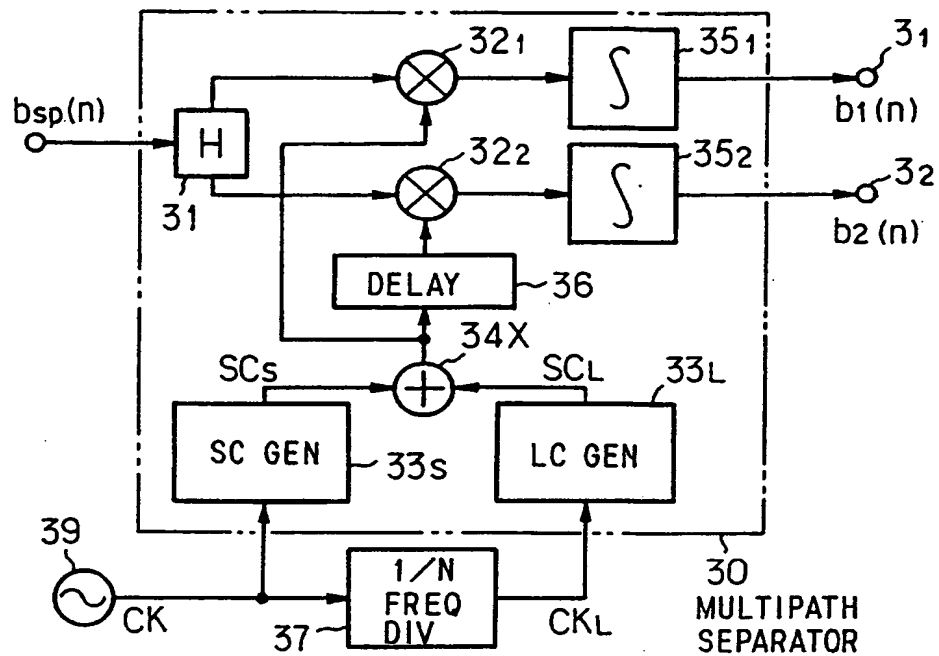 32₁
35₁
3₁
bsp.(n)
b1(n)
H
32₂
35₂
31
3₂
b2(n)
DELAY
36
34X
SCs
SCL
33L
SC GEN
33s
LC GEN
39
1/N
FREQ
DIV
CK
37
CKL
30
MULTIPATH
SEPARATOR